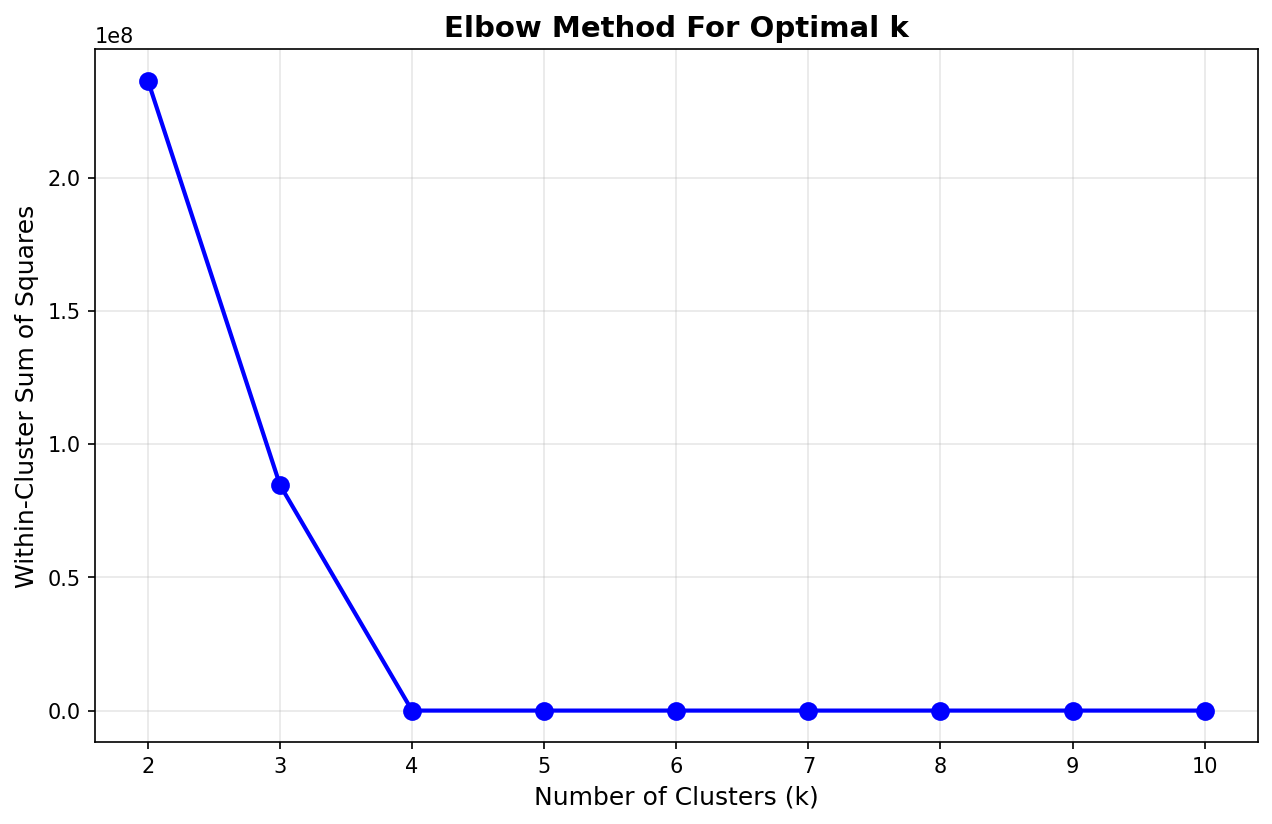 Elbow Method For Optimal k
1e8
Within-Cluster Sum of Squares
2.0
1.5
1.0
0.5
0.0
2 3 4 5 6 7 8 9 10
Number of Clusters (k)